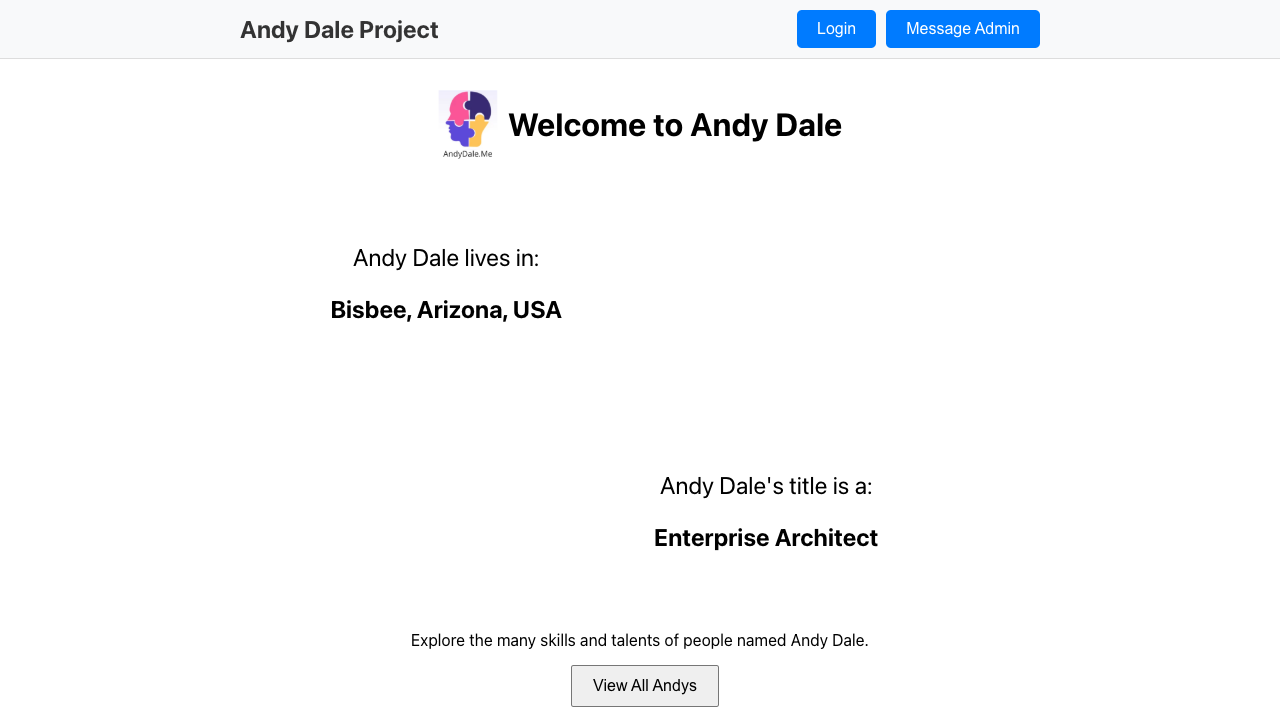 Andy Dale Project
Login
Message Admin
AndyDale.Me
Welcome to Andy Dale
Andy Dale lives in:
Bisbee, Arizona, USA
Andy Dale's title is a:
Enterprise Architect
Explore the many skills and talents of people named Andy Dale.
View All Andys